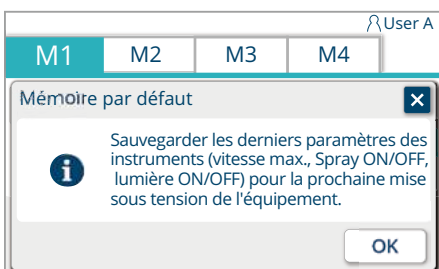 User A
M1 M2 M3 M4
Mémoire par défaut
Sauvegarder les derniers paramètres des
instruments (vitesse max., Spray ON/OFF,
lumière ON/OFF) pour la prochaine mise
sous tension de l'équipement.
OK